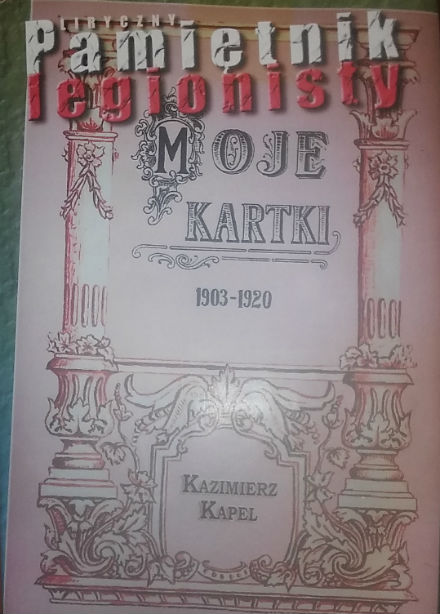 LIRYCZNY
Pamiętnik
legionisty
MOJE
KARTKI
1903-1920
KAZIMIERZ
KAPEL